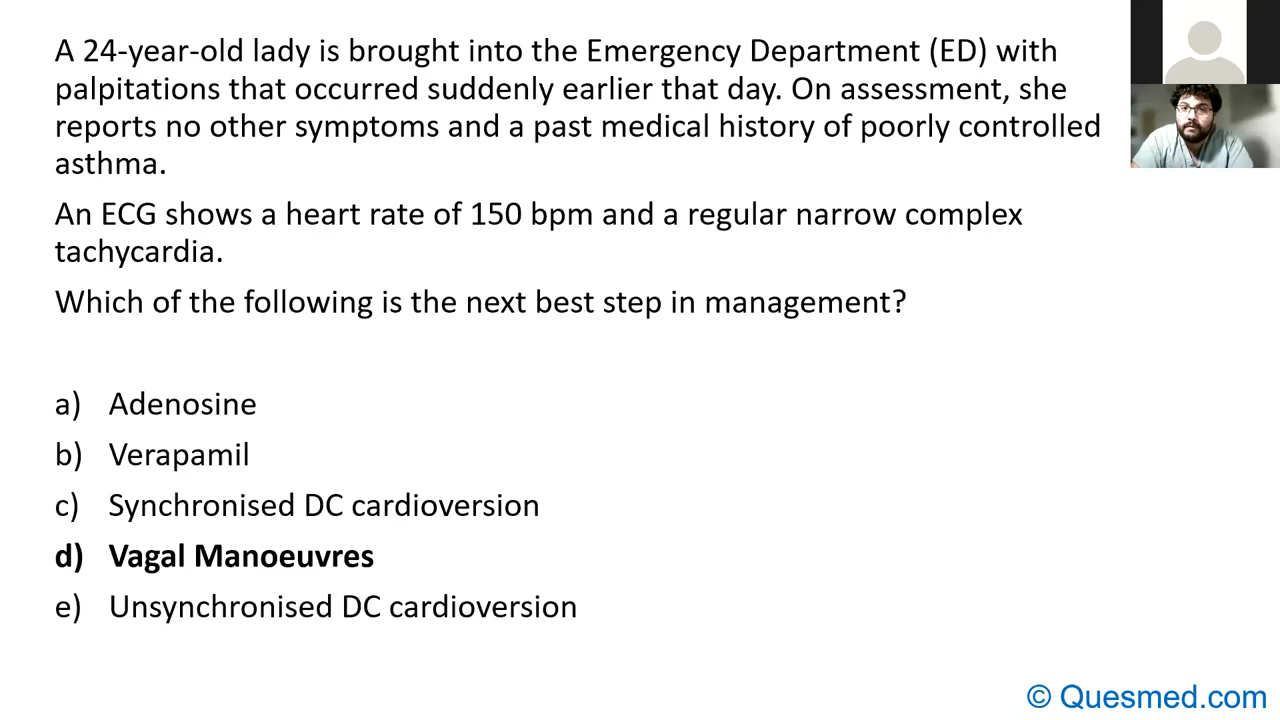 A 24-year-old lady is brought into the Emergency Department (ED) with
palpitations that occurred suddenly earlier that day. On assessment, she
reports no other symptoms and a past medical history of poorly controlled
asthma.
An ECG shows a heart rate of 150 bpm and a regular narrow complex
tachycardia.
Which of the following is the next best step in management?
a) Adenosine
b) Verapamil
c) Synchronised DC cardioversion
d) Vagal Manoeuvres
e) Unsynchronised DC cardioversion
© Quesmed.com